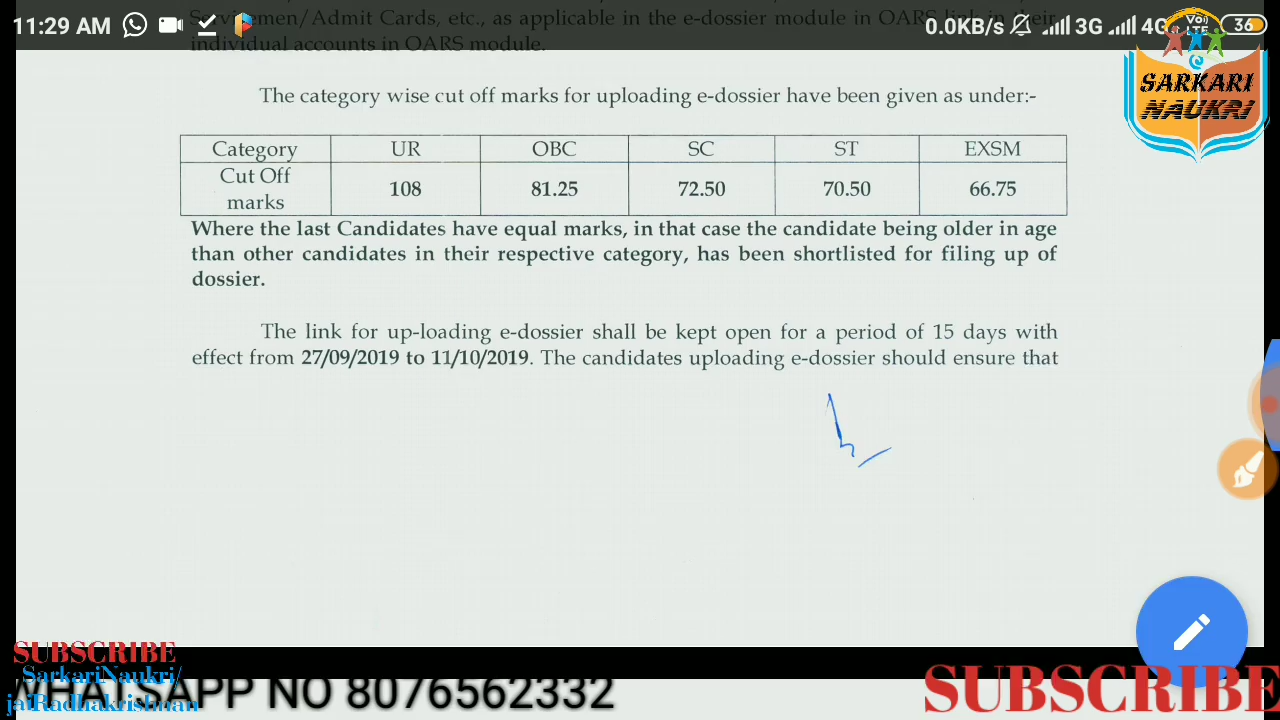 11:29 AM
0.0KB/s 3G 4G Vo) LTE 36
Servicemen/Admit Cards, etc., as applicable in the e-dossier module in OARS link in their
individual accounts in OARS module.
SARKARI
NAUKRI
The category wise cut off marks for uploading e-dossier have been given as under:-
Category UR OBC SC ST EXSM
Cut Off marks 108 81.25 72.50 70.50 66.75
Where the last Candidates have equal marks, in that case the candidate being older in age
than other candidates in their respective category, has been shortlisted for filing up of
dossier.
The link for up-loading e-dossier shall be kept open for a period of 15 days with
effect from 27/09/2019 to 11/10/2019. The candidates uploading e-dossier should ensure that
SUBSCRIBE
SarkariNaukri/
jaiRadhakrishnan
WHATSAPP NO 8076562332
SUBSCRIBE